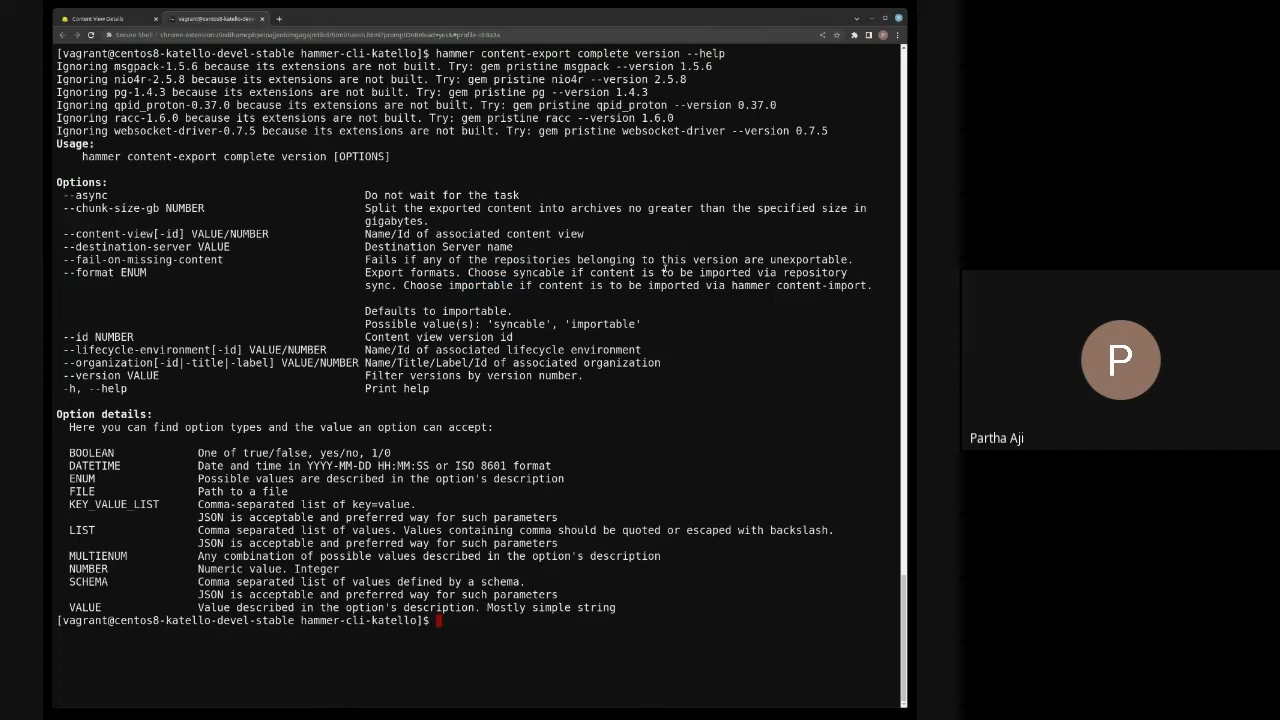 Content View Details
vagrant@centos8-katello-deve
Secure Shell
[vagrant@centos8-katello-devel-stable hammer-cli-katello]$ hammer content-export complete version --help
Ignoring msgpack-1.5.6 because its extensions are not built. Try: gem pristine msgpack --version 1.5.6
Ignoring nio4r-2.5.8 because its extensions are not built. Try: gem pristine nio4r --version 2.5.8
Ignoring pg-1.4.3 because its extensions are not built. Try: gem pristine pg --version 1.4.3
Ignoring qpid_proton-0.37.0 because its extensions are not built. Try: gem pristine qpid_proton --version 0.37.0
Ignoring racc-1.6.0 because its extensions are not built. Try: gem pristine racc --version 1.6.0
Ignoring websocket-driver-0.7.5 because its extensions are not built. Try: gem pristine websocket-driver --version 0.7.5
Usage:
hammer content-export complete version [OPTIONS]
Options:
--async Do not wait for the task
--chunk-size-gb NUMBER Split the exported content into archives no greater than the specified size in
gigabytes.
--content-view[-id] VALUE/NUMBER Name/Id of associated content view
--destination-server VALUE Destination Server name
--fail-on-missing-content Fails if any of the repositories belonging to this version are unexportable.
--format ENUM Export formats. Choose syncable if content is to be imported via repository
sync. Choose importable if content is to be imported via hammer content-import.
Defaults to importable.
Possible value(s): 'syncable', 'importable'
--id NUMBER Content view version id
--lifecycle-environment[-id] VALUE/NUMBER Name/Id of associated lifecycle environment
--organization[-id|-title|-label] VALUE/NUMBER Name/Title/Label/Id of associated organization
--version VALUE Filter versions by version number.
-h, --help Print help
Option details:
Here you can find option types and the value an option can accept:
BOOLEAN One of true/false, yes/no, 1/0
DATETIME Date and time in YYYY-MM-DD HH:MM:SS or ISO 8601 format
ENUM Possible values are described in the option's description
FILE Path to a file
KEY_VALUE_LIST Comma-separated list of key=value.
JSON is acceptable and preferred way for such parameters
LIST Comma separated list of values. Values containing comma should be quoted or escaped with backslash.
JSON is acceptable and preferred way for such parameters
MULTIENUM Any combination of possible values described in the option's description
NUMBER Numeric value. Integer
SCHEMA Comma separated list of values defined by a schema.
JSON is acceptable and preferred way for such parameters
VALUE Value described in the option's description. Mostly simple string
[vagrant@centos8-katello-devel-stable hammer-cli-katello]$
P
Partha Aji